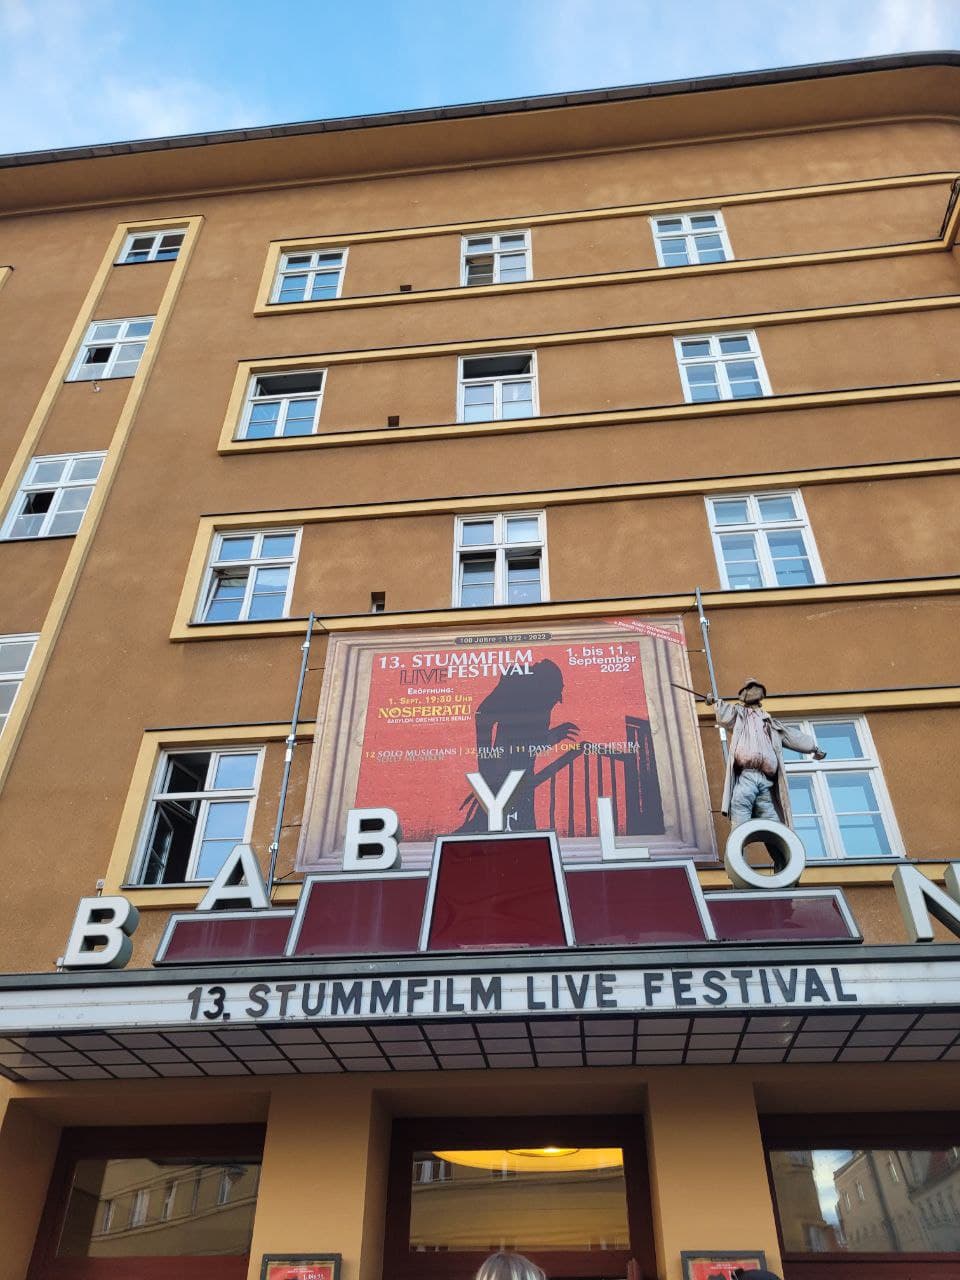 100 Jahre : 1922 - 2022
13. STUMMFILM
LIVE FESTIVAL
1. bis 11.
September
2022
ERÖFFNUNG:
1. SEPT. 19:30 UHR
NOSFERATU
BABYLON ORCHESTER BERLIN
12 SOLO MUSICIANS | 32 FILMS | 11 DAYS | ONE ORCHESTRA
SOLO MUSIKER FILME TAGE ORCHESTER
BABYLON
13. STUMMFILM LIVE FESTIVAL